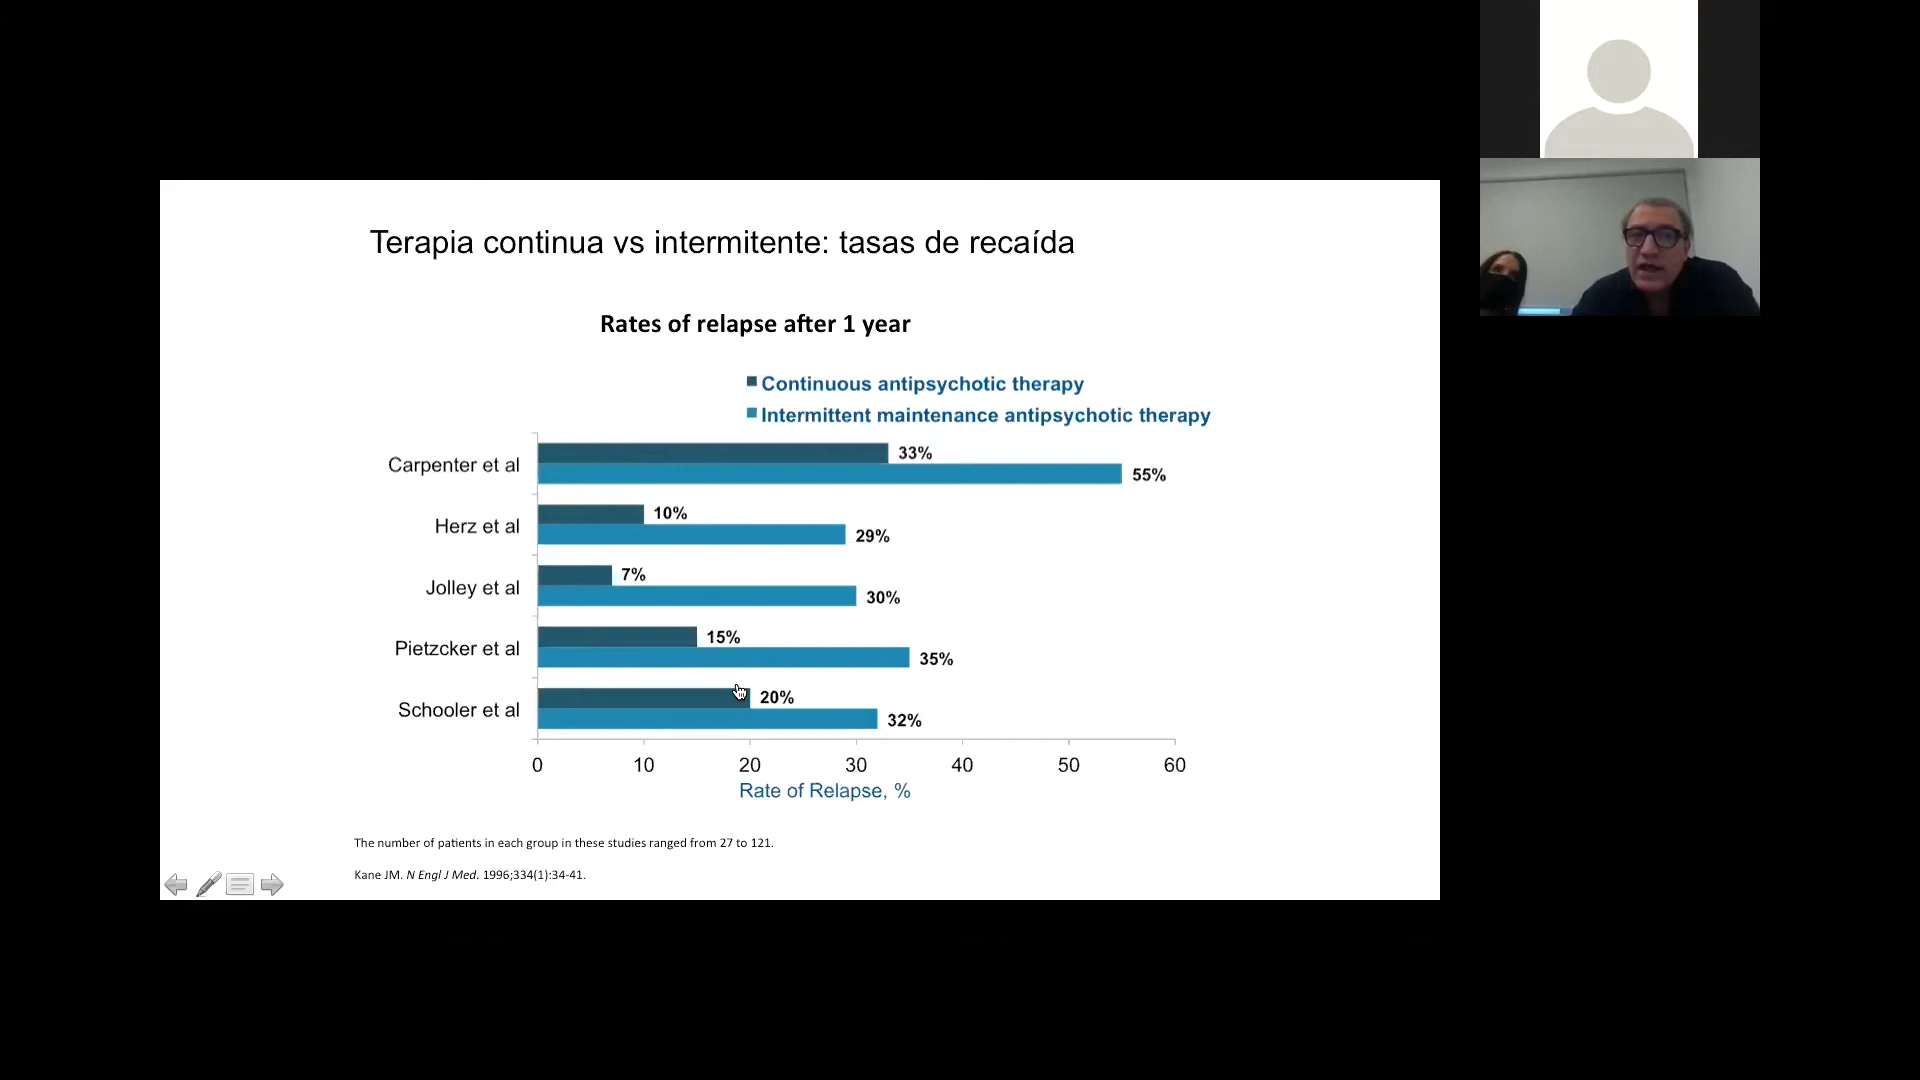 Terapia continua vs intermitente: tasas de recaída
Rates of relapse after 1 year
Continuous antipsychotic therapy
Intermittent maintenance antipsychotic therapy
Carpenter et al
33%
55%
Herz et al
10%
29%
Jolley et al
7%
30%
Pietzcker et al
15%
35%
Schooler et al
20%
32%
0 10 20 30 40 50 60
Rate of Relapse, %
The number of patients in each group in these studies ranged from 27 to 121.
Kane JM. N Engl J Med. 1996;334(1):34-41.